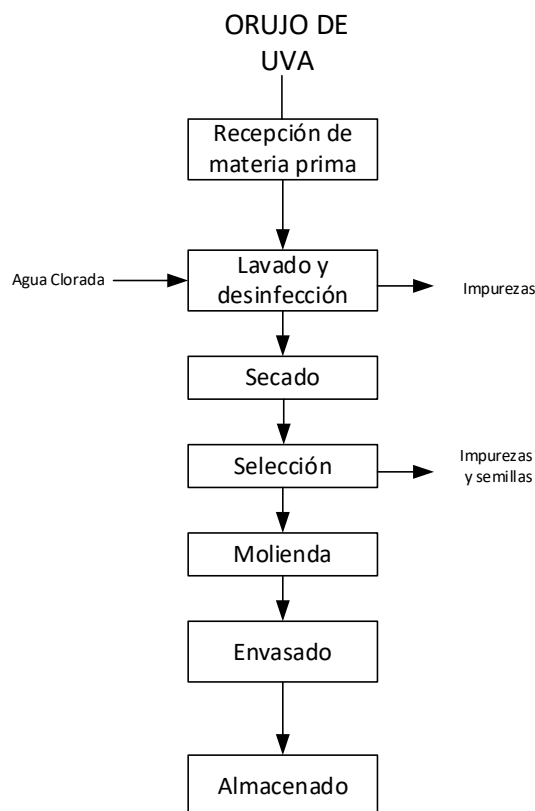 ORUJO DE
UVA
Recepción de
materia prima
Agua Clorada
Lavado y
desinfección
Impurezas
Secado
Selección
Impurezas
y semillas
Molienda
Envasado
Almacenado